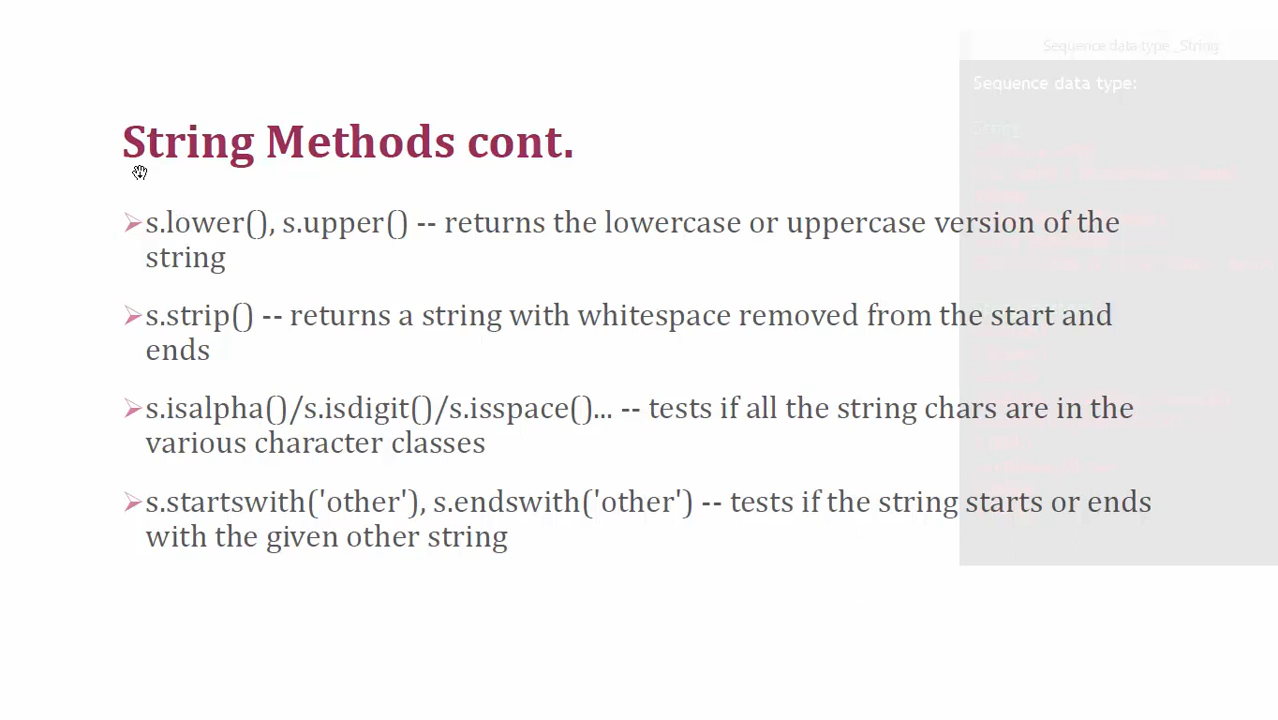 Sequence data type _String
Sequence data type:
String Methods cont.
s.lower(), s.upper() -- returns the lowercase or uppercase version of the
string
s.strip() -- returns a string with whitespace removed from the start and
ends
s.isalpha()/s.isdigit()/s.isspace()... -- tests if all the string chars are in the
various character classes
s.startswith('other'), s.endswith('other') -- tests if the string starts or ends
with the given other string